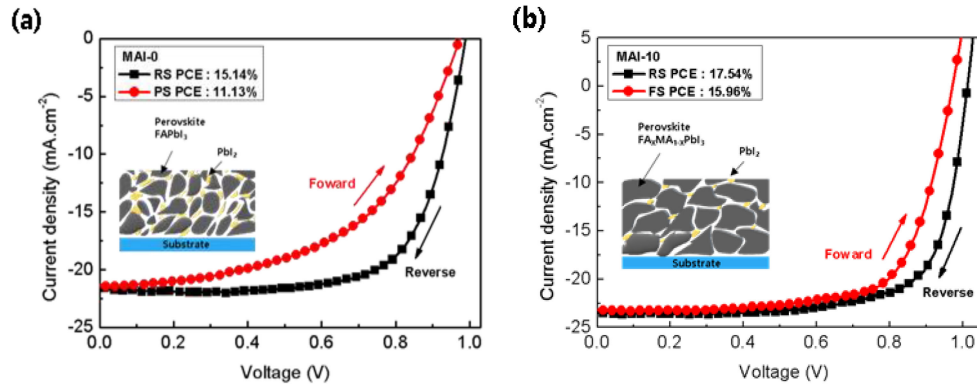 (a)
MAI-0
RS PCE : 15.14%
PS PCE : 11.13%
Perovskite
FAPbI₃
PbI₂
Substrate
Foward
Reverse
0
-5
-10
-15
-20
-25
0.0 0.2 0.4 0.6 0.8 1.0
Current density (mA.cm⁻²)
Voltage (V)
(b)
MAI-10
RS PCE : 17.54%
FS PCE : 15.96%
Perovskite
FAₓMA₁₋ₓPbI₃
PbI₂
Substrate
Foward
Reverse
5
0
-5
-10
-15
-20
-25
0.0 0.2 0.4 0.6 0.8 1.0
Current density (mA.cm⁻²)
Voltage (V)